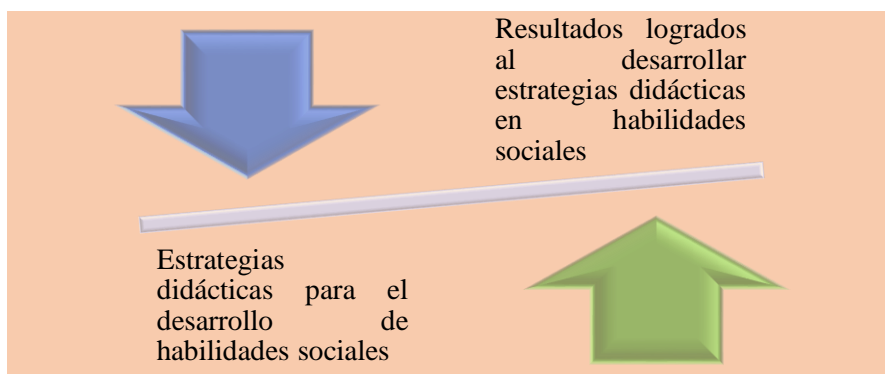 Resultados logrados
al desarrollar
estrategias didácticas
en habilidades
sociales
Estrategias
didácticas para el
desarrollo de
habilidades sociales